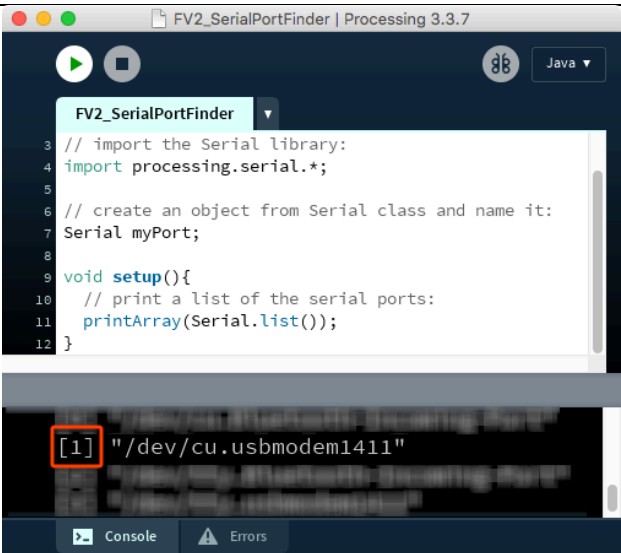 FV2_SerialPortFinder | Processing 3.3.7
Java ▼
FV2_SerialPortFinder ▼
3 // import the Serial library:
4 import processing.serial.*;
5
6 // create an object from Serial class and name it:
7 Serial myPort;
8
9 void setup(){
10 // print a list of the serial ports:
11 printArray(Serial.list());
12 }
[1] "/dev/cu.usbmodem1411"
Console Errors